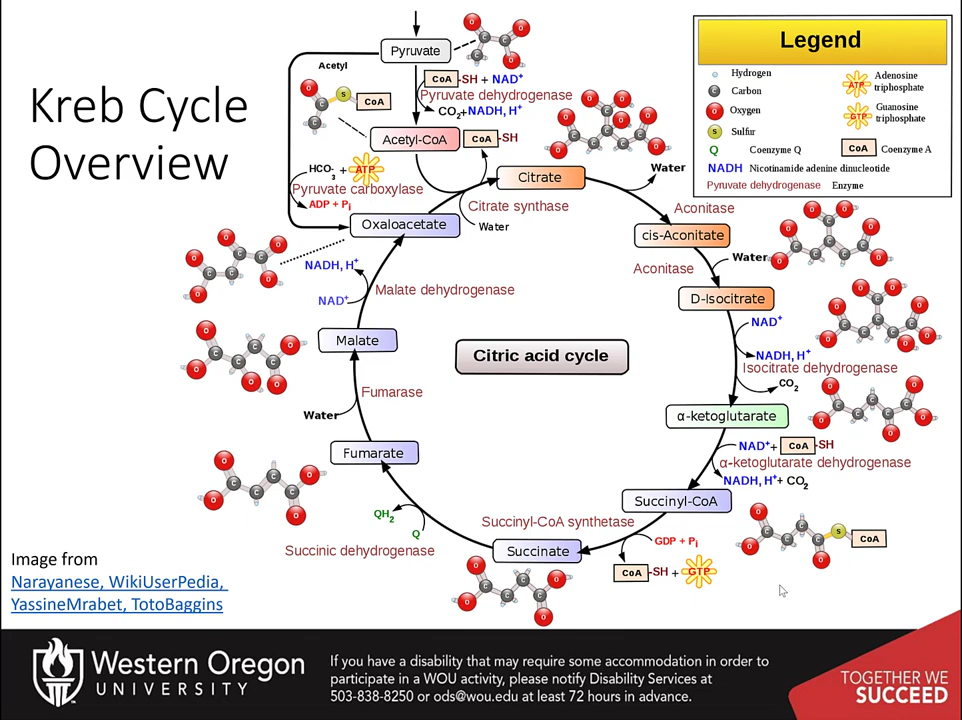 Kreb Cycle
Overview
Pyruvate
Acetyl
S
CoA
CoA-SH + NAD+
Pyruvate dehydrogenase
CO2+NADH, H+
Acetyl-CoA
CoA-SH
HCO3- + ATP
Pyruvate carboxylase
ADP + Pi
Oxaloacetate
Citrate
Citrate synthase
Water
Water
Aconitase
cis-Aconitate
Aconitase
Water
D-Isocitrate
NAD+
NADH, H+
Isocitrate dehydrogenase
CO2
α-ketoglutarate
NAD++ CoA-SH
α-ketoglutarate dehydrogenase
NADH, H++ CO2
Succinyl-CoA
S
CoA
Succinyl-CoA synthetase
GDP + Pi
CoA-SH + GTP
Succinate
Succinic dehydrogenase
QH2
Q
Fumarate
Fumarase
Water
Malate
Malate dehydrogenase
NADH, H+
NAD+
Citric acid cycle
Legend
Hydrogen
C Carbon
O Oxygen
S Sulfur
Q Coenzyme Q
ATP Adenosine
triphosphate
GTP Guanosine
triphosphate
CoA Coenzyme A
NADH Nicotinamide adenine dinucleotide
Pyruvate dehydrogenase Enzyme
Image from
Narayanese, WikiUserPedia,
YassineMrabet, TotoBaggins
Western Oregon
UNIVERSITY
If you have a disability that may require some accommodation in order to
participate in a WOU activity, please notify Disability Services at
503-838-8250 or ods@wou.edu at least 72 hours in advance.
TOGETHER WE
SUCCEED